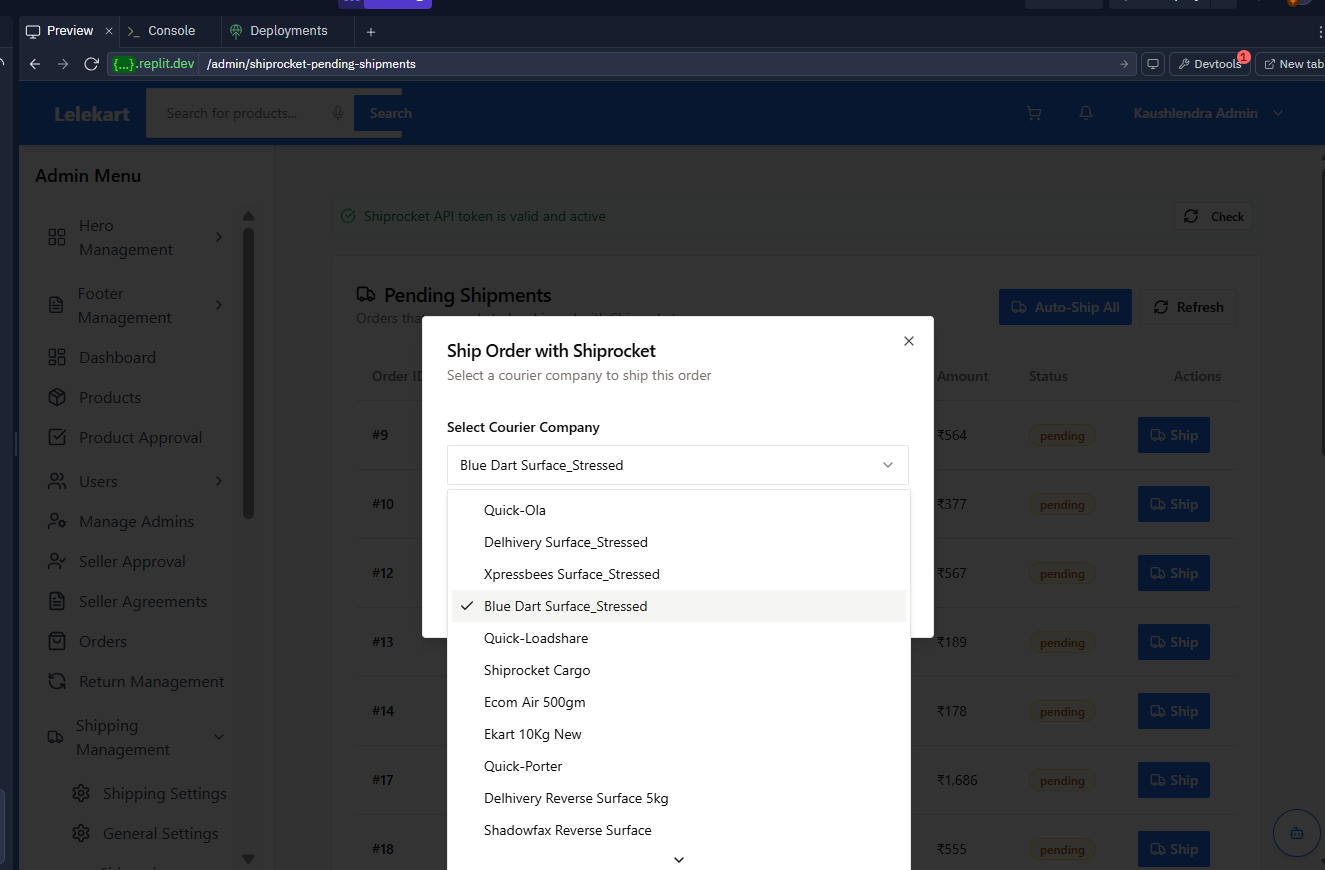 Preview
Console
Deployments
{...}.replit.dev
/admin/shiprocket-pending-shipments
Devtools
1
New tab
Lelekart
Search for products...
Search
Kaushlendra Admin
Admin Menu
Hero
Management
Footer
Management
Dashboard
Products
Product Approval
Users
Manage Admins
Seller Approval
Seller Agreements
Orders
Return Management
Shipping
Management
Shipping Settings
General Settings
Shiprocket API token is valid and active
Check
Pending Shipments
Auto-Ship All
Refresh
Orders
Order ID
Amount
Status
Actions
#9
₹564
pending
Ship
#10
₹377
pending
Ship
#12
₹567
pending
Ship
#13
₹189
pending
Ship
#14
₹178
pending
Ship
#17
₹1,686
pending
Ship
#18
₹555
pending
Ship
Ship Order with Shiprocket
Select a courier company to ship this order
Select Courier Company
Blue Dart Surface_Stressed
Quick-Ola
Delhivery Surface_Stressed
Xpressbees Surface_Stressed
Blue Dart Surface_Stressed
Quick-Loadshare
Shiprocket Cargo
Ecom Air 500gm
Ekart 10Kg New
Quick-Porter
Delhivery Reverse Surface 5kg
Shadowfax Reverse Surface